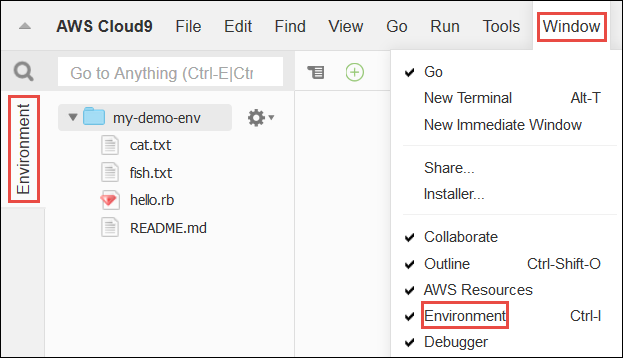 AWS Cloud9 File Edit Find View Go Run Tools Window
Go to Anything (Ctrl-E|Ctr
Environment
my-demo-env
cat.txt
fish.txt
hello.rb
README.md
Go
New Terminal Alt-T
New Immediate Window
Share...
Installer...
Collaborate
Outline Ctrl-Shift-O
AWS Resources
Environment Ctrl-I
Debugger